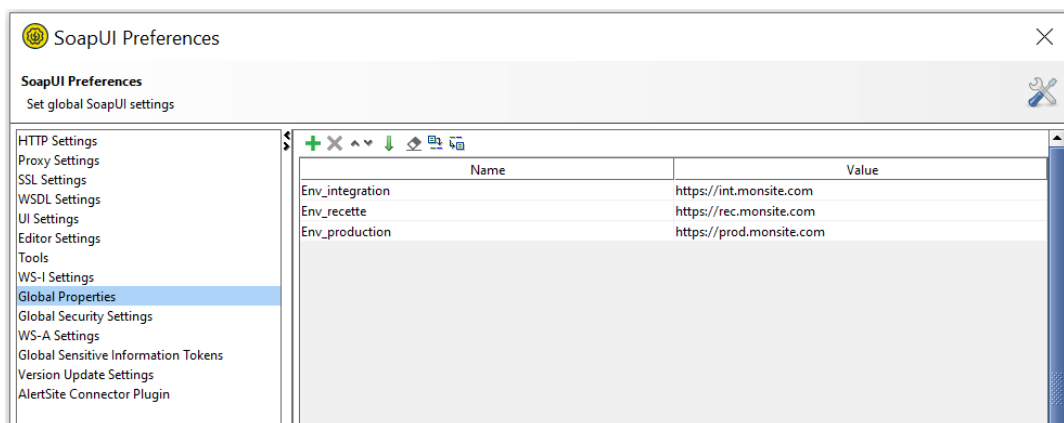 SoapUI Preferences
SoapUI Preferences
Set global SoapUI settings
HTTP Settings
Proxy Settings
SSL Settings
WSDL Settings
UI Settings
Editor Settings
Tools
WS-I Settings
Global Properties
Global Security Settings
WS-A Settings
Global Sensitive Information Tokens
Version Update Settings
AlertSite Connector Plugin
Name Value
Env_integration https://int.monsite.com
Env_recette https://rec.monsite.com
Env_production https://prod.monsite.com